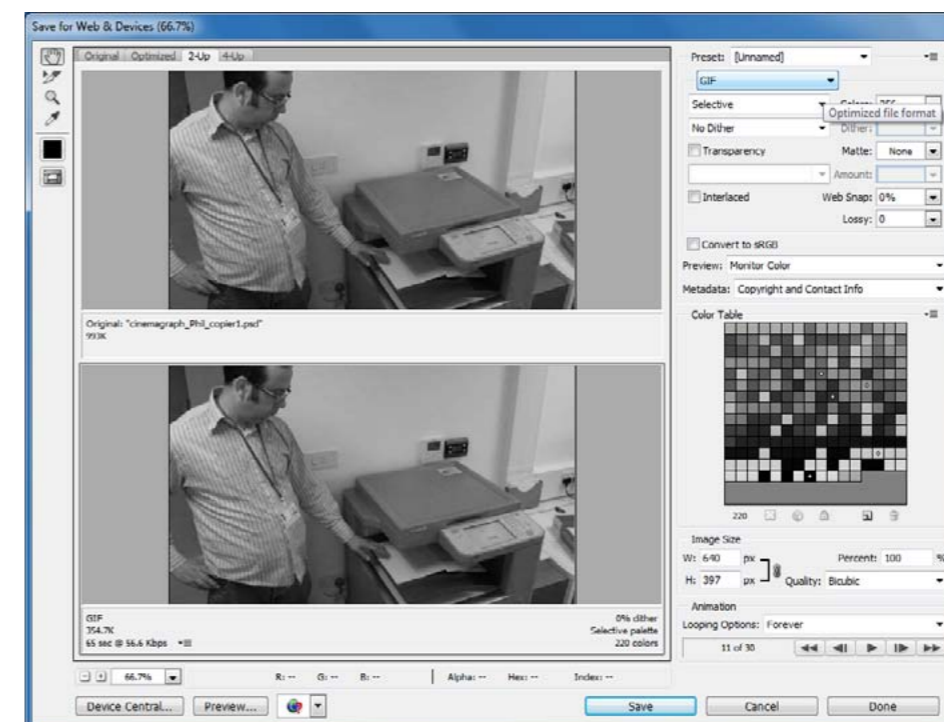 Save for Web & Devices (66.7%)
Original Optimized 2-Up 4-Up
Original: "cinemagraph_Phil_copier1.psd"
993K
GIF
354.7K
65 sec @ 56.6 Kbps
0% dither
Selective palette
220 colors
66.7%
R: -- G: -- B: -- Alpha: -- Hex: -- Index: --
Device Central... Preview... Save Cancel Done
Preset: [Unnamed]
GIF
Selective
Optimized file format
No Dither Dither:
Transparency Matte: None
Amount:
Interlaced Web Snap: 0%
Lossy: 0
Convert to sRGB
Preview: Monitor Color
Metadata: Copyright and Contact Info
Color Table
220
Image Size
W: 640 px Percent: 100 %
H: 397 px Quality: Bicubic
Animation
Looping Options: Forever
11 of 30